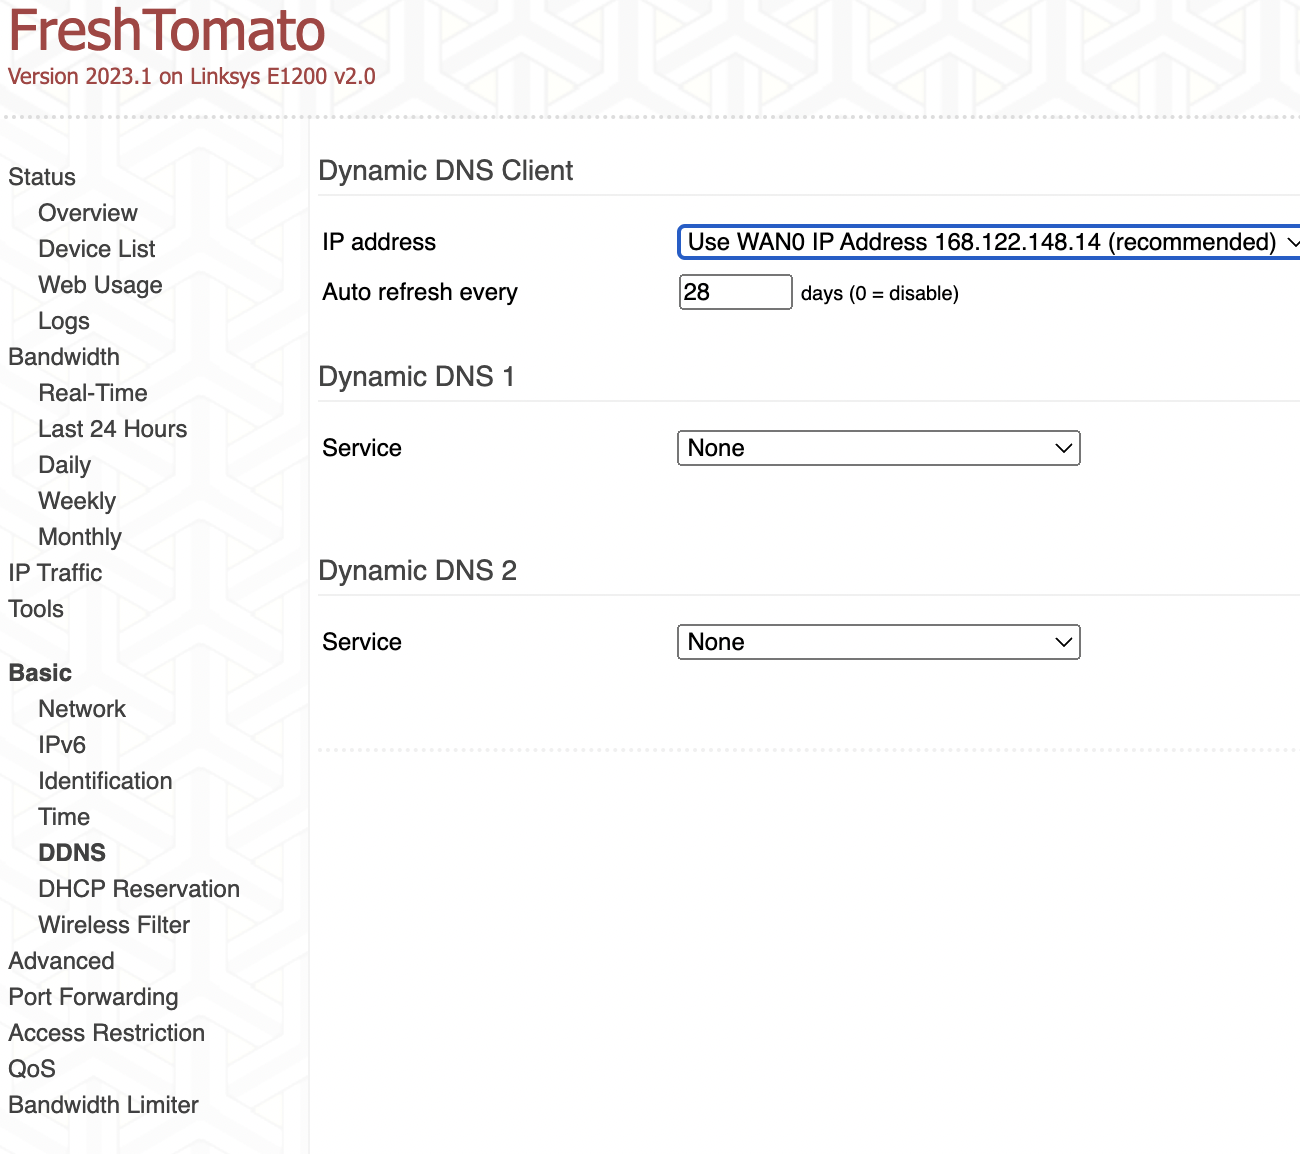 FreshTomato
Version 2023.1 on Linksys E1200 v2.0
Status
Overview
Device List
Web Usage
Logs
Bandwidth
Real-Time
Last 24 Hours
Daily
Weekly
Monthly
IP Traffic
Tools
Basic
Network
IPv6
Identification
Time
DDNS
DHCP Reservation
Wireless Filter
Advanced
Port Forwarding
Access Restriction
QoS
Bandwidth Limiter
Dynamic DNS Client
IP address Use WAN0 IP Address 168.122.148.14 (recommended)
Auto refresh every 28 days (0 = disable)
Dynamic DNS 1
Service None
Dynamic DNS 2
Service None